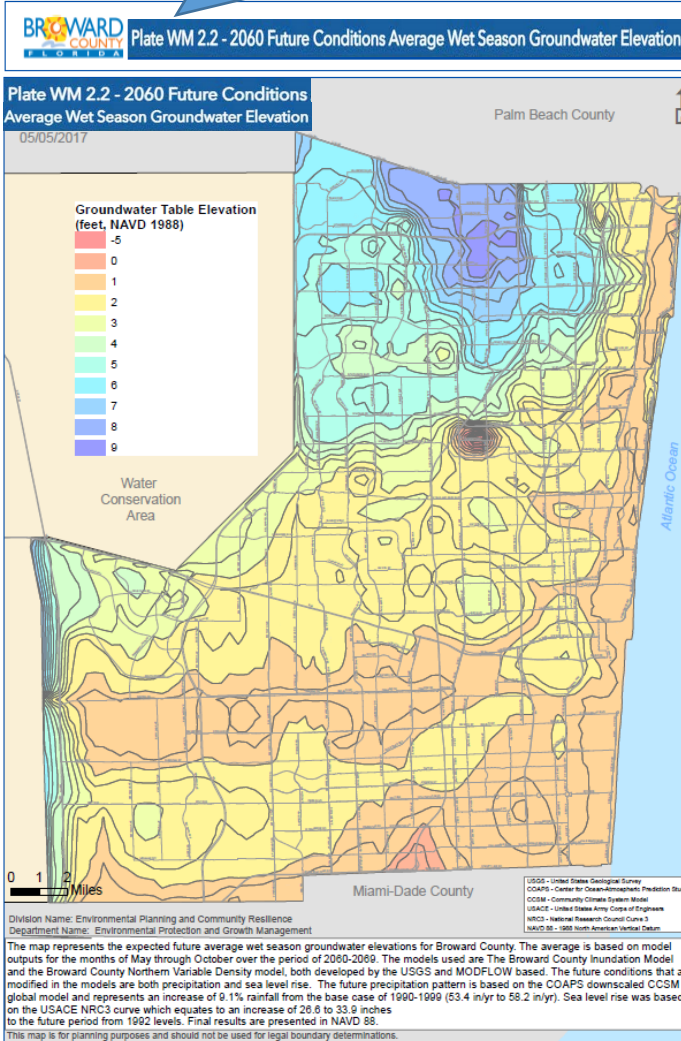 BROWARD
COUNTY
FLORIDA
Plate WM 2.2 - 2060 Future Conditions Average Wet Season Groundwater Elevation
Plate WM 2.2 - 2060 Future Conditions
Average Wet Season Groundwater Elevation
05/05/2017
Palm Beach County
Groundwater Table Elevation
(feet, NAVD 1988)
-5
0
1
2
3
4
5
6
7
8
9
Water
Conservation
Area
Atlantic Ocean
0 1 2
Miles
Miami-Dade County
USGS - United States Geological Survey
COAPS - Center for Ocean-Atmospheric Prediction Stu
CCSM - Community Climate System Model
USACE - United States Army Corps of Engineers
NRC3 - National Research Council Curve 3
NAVD 88 - 1988 North American Vertical Datum
Division Name: Environmental Planning and Community Resilience
Department Name: Environmental Protection and Growth Management
The map represents the expected future average wet season groundwater elevations for Broward County. The average is based on model
outputs for the months of May through October over the period of 2060-2069. The models used are The Broward County Inundation Model
and the Broward County Northern Variable Density model, both developed by the USGS and MODFLOW based. The future conditions that a
modified in the models are both precipitation and sea level rise. The future precipitation pattern is based on the COAPS downscaled CCSM
global model and represents an increase of 9.1% rainfall from the base case of 1990-1999 (53.4 in/yr to 58.2 in/yr). Sea level rise was based
on the USACE NRC3 curve which equates to an increase of 26.6 to 33.9 inches
to the future period from 1992 levels. Final results are presented in NAVD 88.
This map is for planning purposes and should not be used for legal boundary determinations.